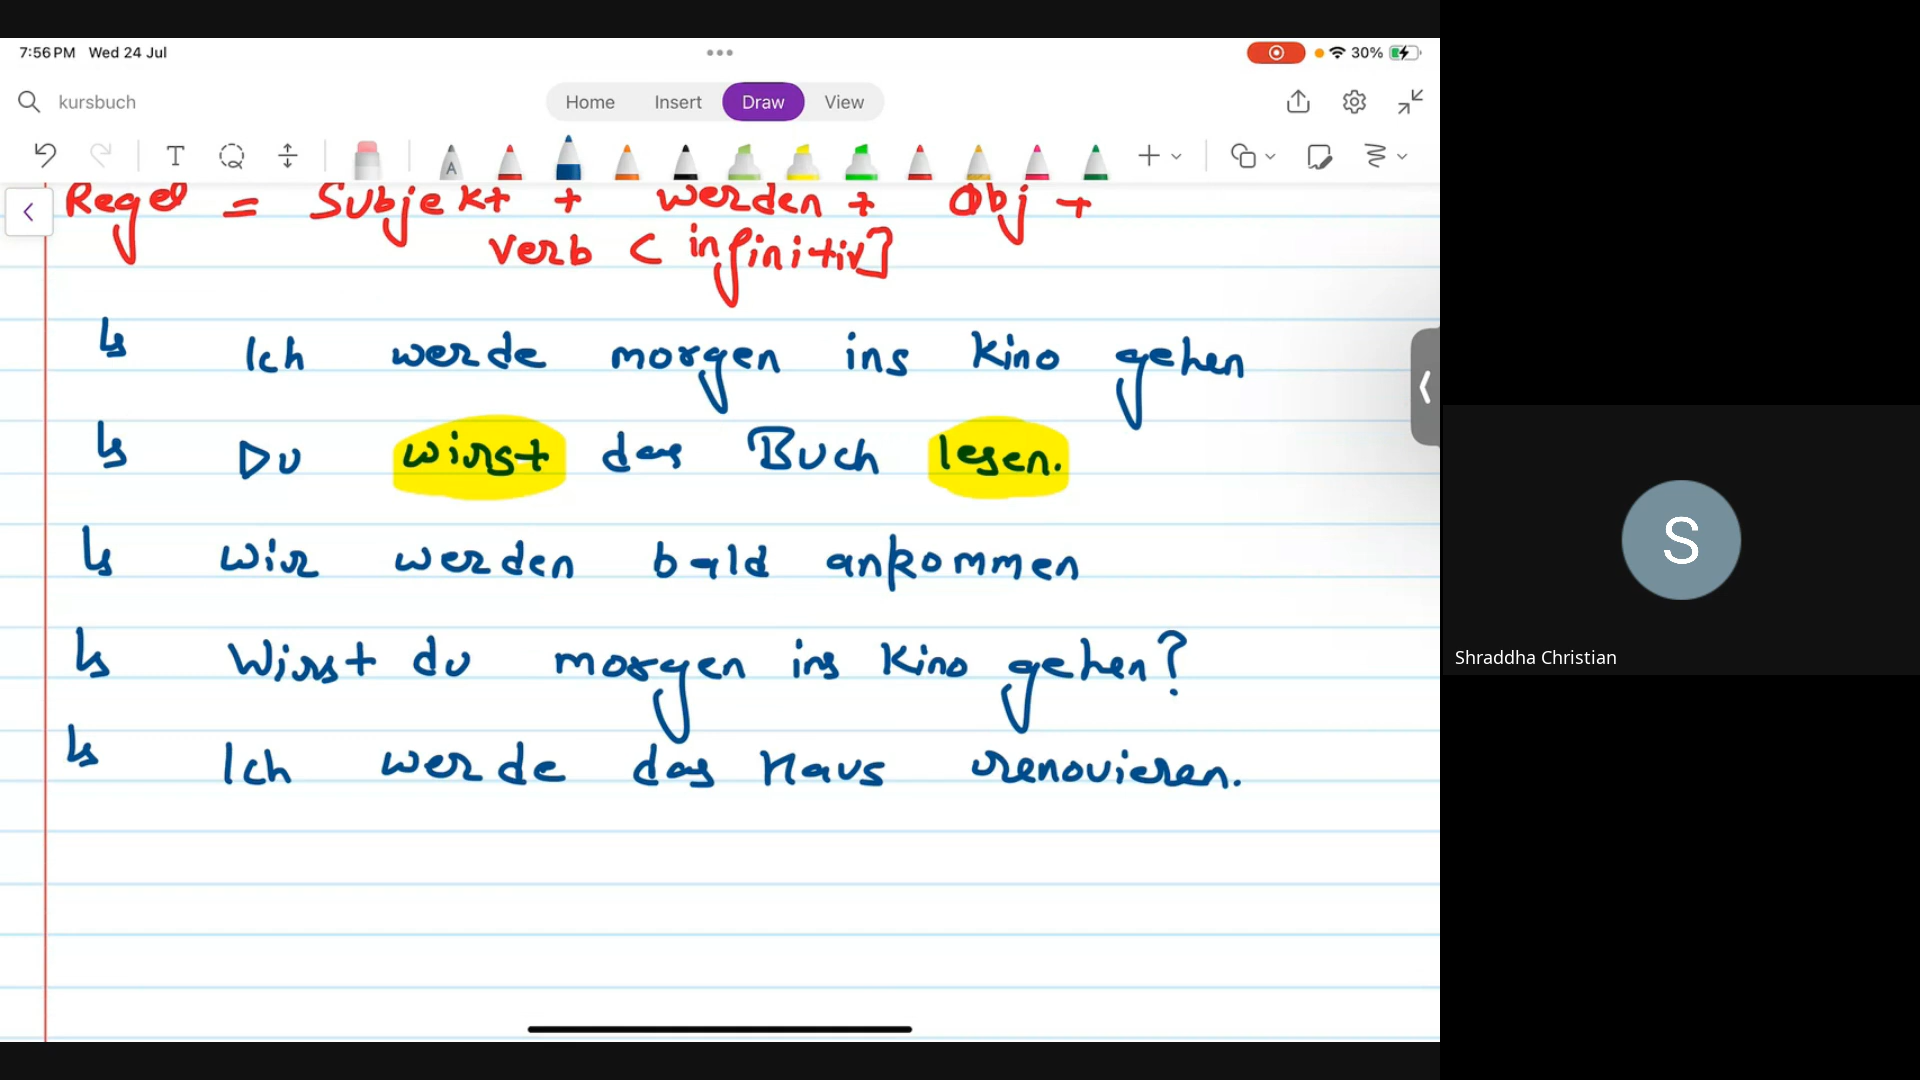 7:56 PM Wed 24 Jul
30%
kursbuch
Home Insert Draw View
Regel = Subjekt + werden + Obj +
verb ( infinitiv]
Ich werde morgen ins Kino gehen
Du wirst das Buch lesen.
Wir werden bald ankommen
Wirst du morgen ins Kino gehen?
Ich werde das Haus renovieren.
S
Shraddha Christian